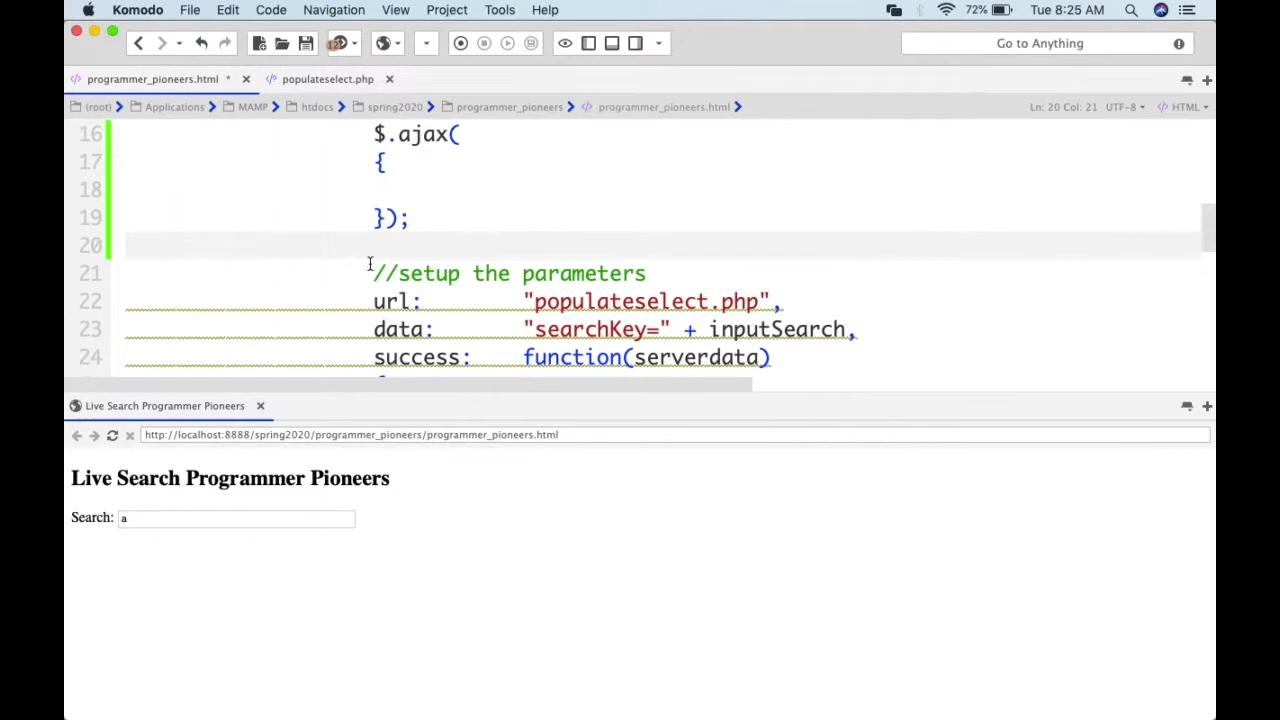 Komodo File Edit Code Navigation View Project Tools Help 72% Tue 8:25 AM
Go to Anything
programmer_pioneers.html * populateselect.php
(root) Applications MAMP htdocs spring2020 programmer_pioneers programmer_pioneers.html Ln: 20 Col: 21 UTF-8 HTML
16 $.ajax(
17 {
18
19 });
20
21 //setup the parameters
22 url: "populateselect.php",
23 data: "searchKey=" + inputSearch,
24 success: function(serverdata)
{
Live Search Programmer Pioneers
http://localhost:8888/spring2020/programmer_pioneers/programmer_pioneers.html
Live Search Programmer Pioneers
Search: a